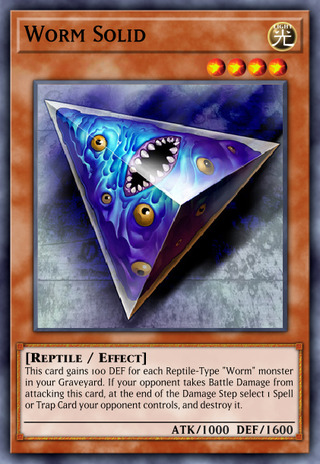 Worm Solid
LIGHT
光
[Reptile / Effect]
This card gains 100 DEF for each Reptile-Type "Worm" monster
in your Graveyard. If your opponent takes Battle Damage from
attacking this card, at the end of the Damage Step select 1 Spell
or Trap Card your opponent controls, and destroy it.
ATK/1000 DEF/1600